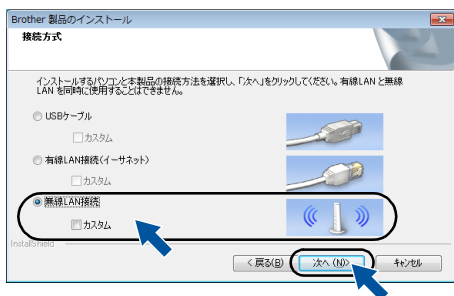 Brother 製品のインストール
接続方式
インストールするパソコンと本製品の接続方法を選択し、「次へ」をクリックしてください。有線LAN と無線
LAN を同時に使用することはできません。
USBケーブル
カスタム
有線LAN接続(イーサネット)
カスタム
無線LAN接続
カスタム
InstallShield
< 戻る(B) 次へ (N)> キャンセル